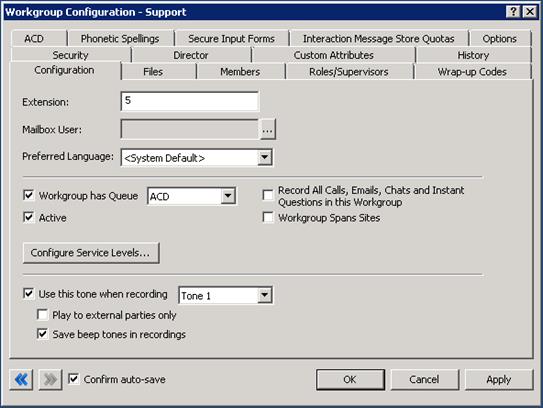 Workgroup Configuration - Support
ACD Phonetic Spellings Secure Input Forms Interaction Message Store Quotas Options
Security Director Custom Attributes History
Configuration Files Members Roles/Supervisors Wrap-up Codes
Extension: 5
Mailbox User: ...
Preferred Language: <System Default>
Workgroup has Queue ACD
Record All Calls, Emails, Chats and Instant
Questions in this Workgroup
Active
Workgroup Spans Sites
Configure Service Levels...
Use this tone when recording Tone 1
Play to external parties only
Save beep tones in recordings
Confirm auto-save OK Cancel Apply